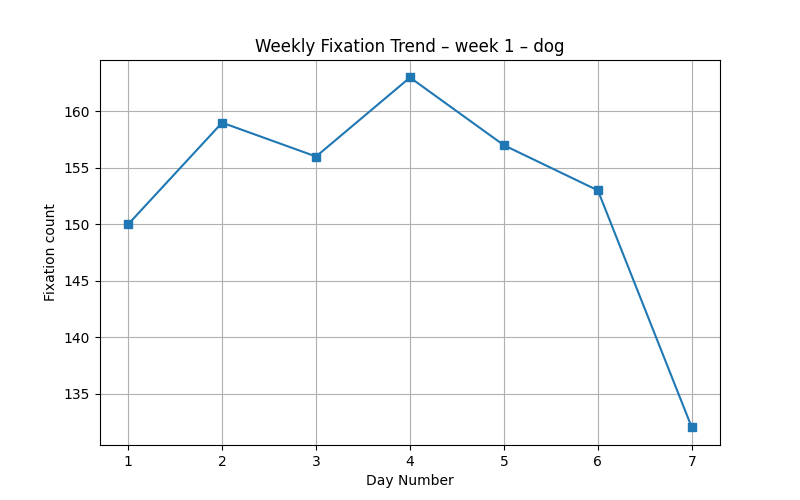 Weekly Fixation Trend – week 1 – dog
Fixation count
160
155
150
145
140
135
1 2 3 4 5 6 7
Day Number